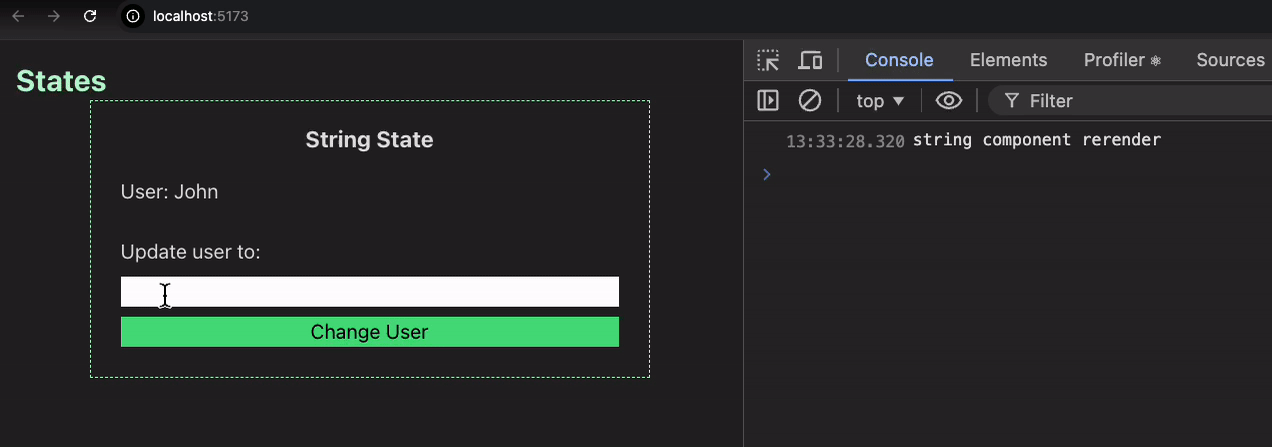 localhost:5173
States
String State
User: John
Update user to:
Change User
Console Elements Profiler ⚛ Sources
top ▼ Filter
13:33:28.320 string component rerender